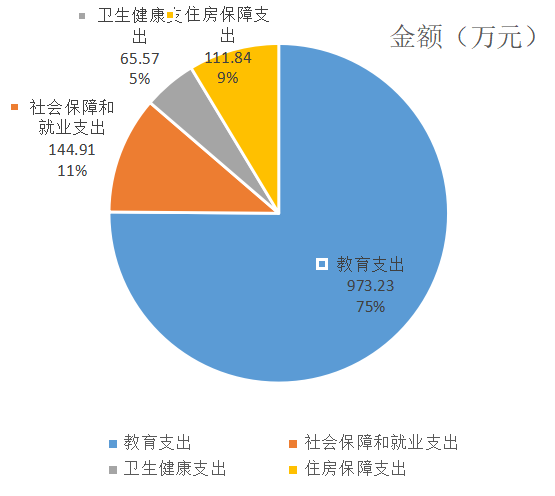 金额（万元）
卫生健康支
出
65.57
5%
住房保障支
出
111.84
9%
社会保障和
就业支出
144.91
11%
教育支出
973.23
75%
教育支出
社会保障和就业支出
卫生健康支出
住房保障支出